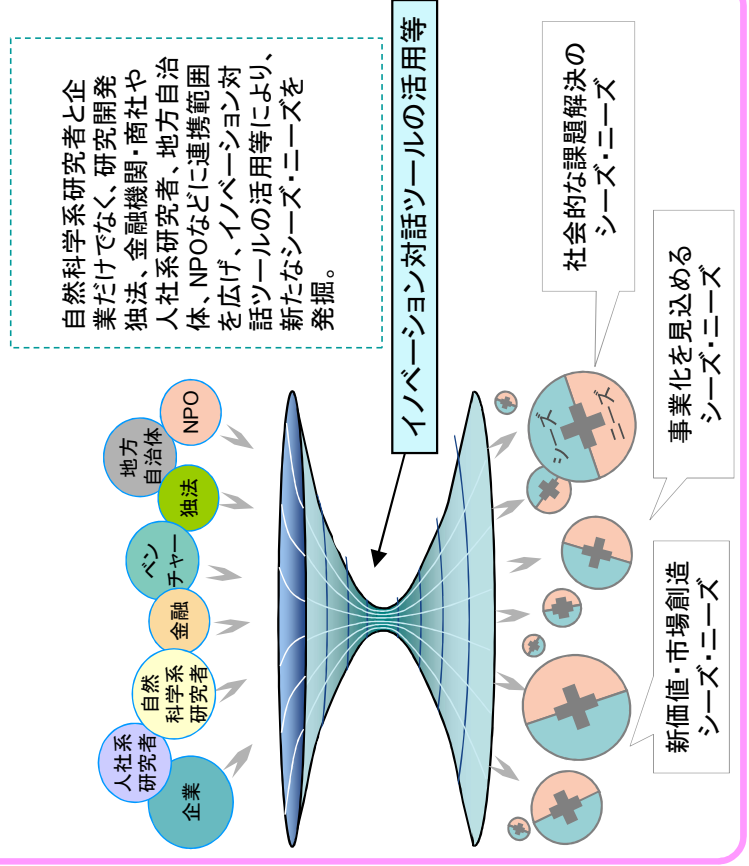 自然科学系研究者と企
業だけでなく、研究開発
独法、金融機関・商社や
人社系研究者、地方自治
体、NPOなどに連携範囲
を広げ、イノベーション対
話ツールの活用等により、
新たなシーズ・ニーズを
発掘。
企業
人社系
研究者
自然
科学系
研究者
金融
ベン
チャー
独法
地方
自治体
NPO
イノベーション対話ツールの活用等
シーズ
ニーズ
新価値・市場創造
シーズ・ニーズ
事業化を見込める
シーズ・ニーズ
社会的な課題解決の
シーズ・ニーズ